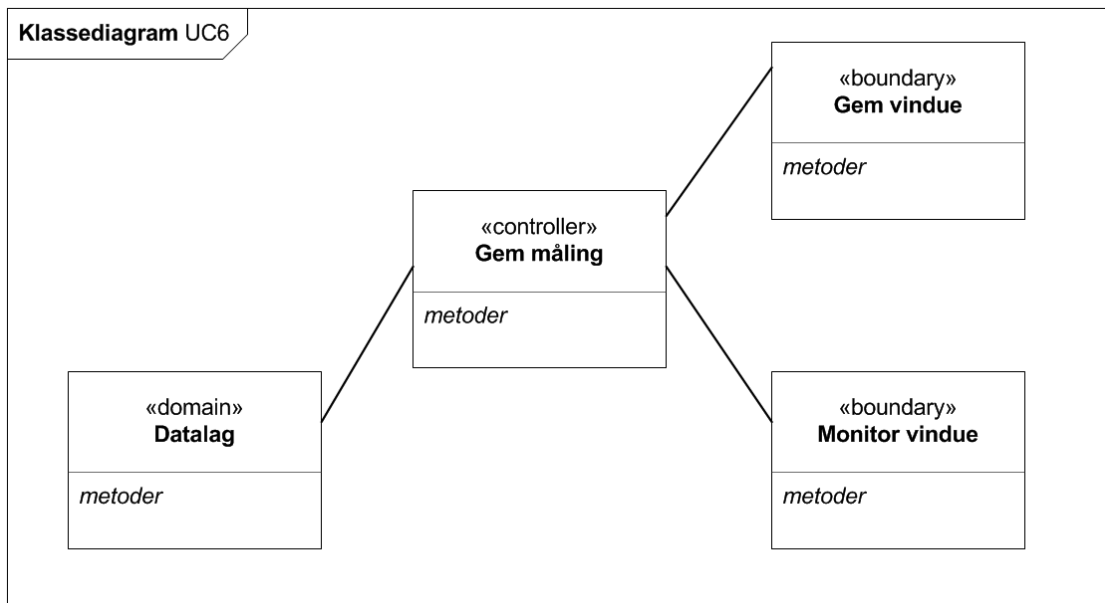 Klassediagram UC6
«boundary»
Gem vindue
metoder
«controller»
Gem måling
metoder
«domain»
Datalag
metoder
«boundary»
Monitor vindue
metoder